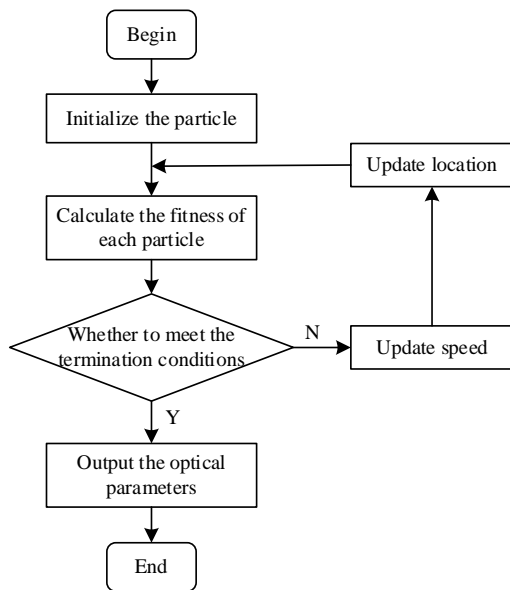 Begin
Initialize the particle
Update location
Calculate the fitness of
each particle
Whether to meet the
termination conditions
N
Update speed
Y
Output the optical
parameters
End